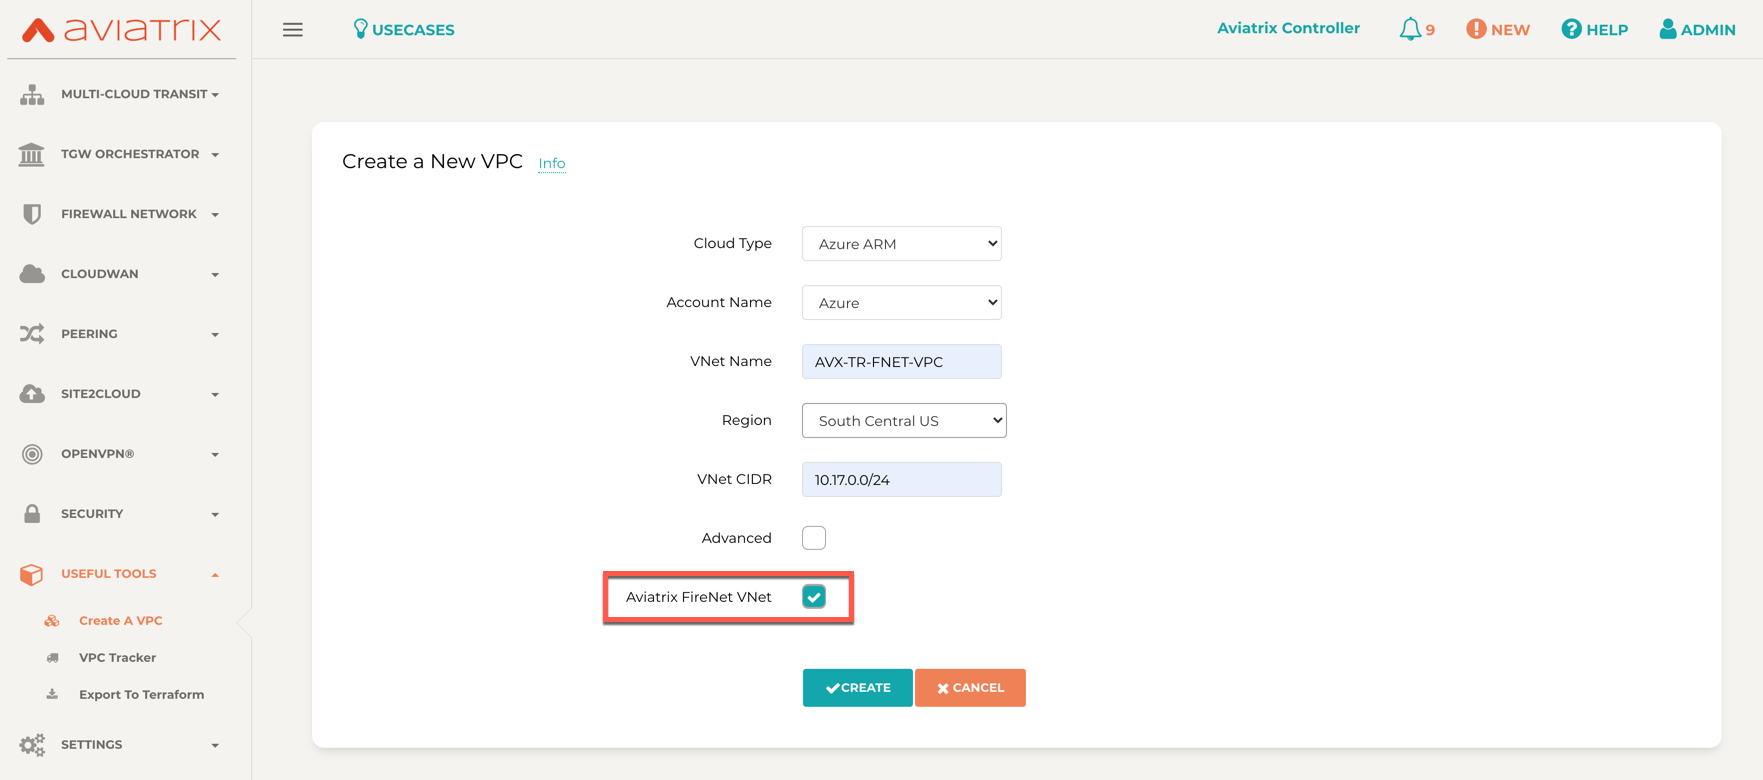 aviatrix
USECASES
Aviatrix Controller
9
NEW
HELP
ADMIN
MULTI-CLOUD TRANSIT
TGW ORCHESTRATOR
FIREWALL NETWORK
CLOUDWAN
PEERING
SITE2CLOUD
OPENVPN®
SECURITY
USEFUL TOOLS
Create A VPC
VPC Tracker
Export To Terraform
SETTINGS
Create a New VPC Info
Cloud Type Azure ARM
Account Name Azure
VNet Name AVX-TR-FNET-VPC
Region South Central US
VNet CIDR 10.17.0.0/24
Advanced
Aviatrix FireNet VNet
CREATE CANCEL